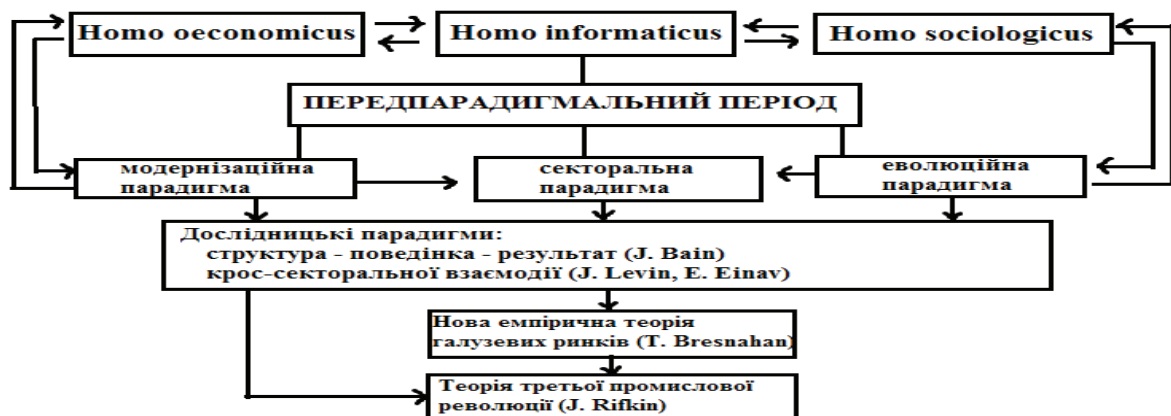 Homo oeconomicus
Homo informaticus
Homo sociologicus
ПЕРЕДПАРАДИГМАЛЬНИЙ ПЕРІОД
модернізаційна
парадигма
секторальна
парадигма
еволюційна
парадигма
Дослідницькі парадигми:
структура - поведінка - результат (J. Bain)
крос-секторальної взаємодії (J. Levin, E. Einav)
Нова емпірична теорія
галузевих ринків (T. Bresnahan)
Теорія третьої промислової
революції (J. Rifkin)